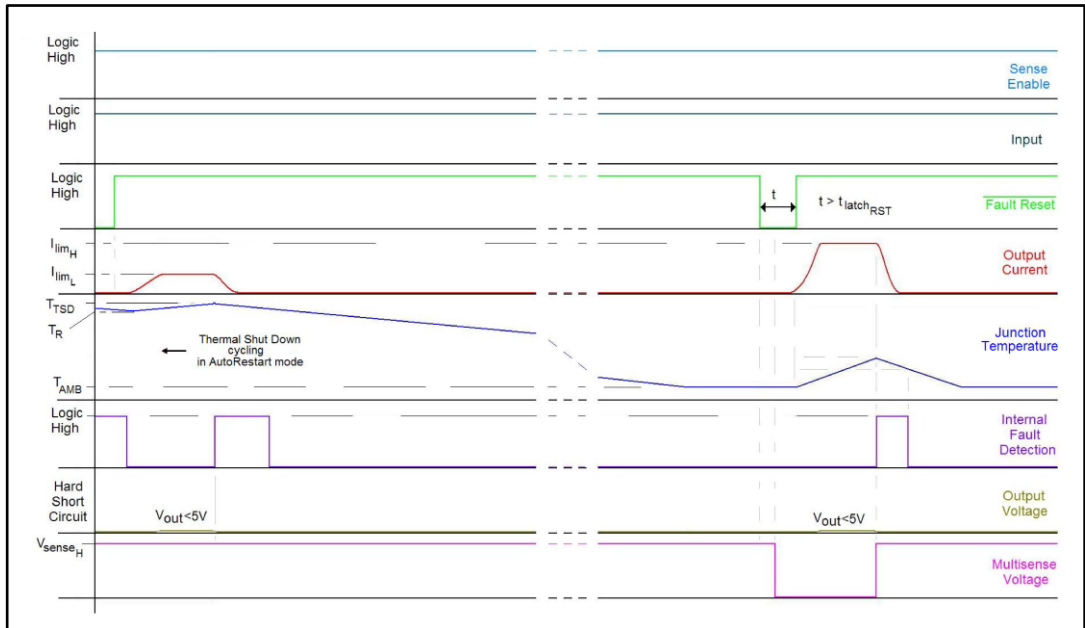 Logic
High
Sense
Enable
Logic
High
Input
Logic
High
t
t > tlatchRST
Fault Reset
IlimH
IlimL
Output
Current
TTSD
TR
Thermal Shut Down
cycling
in AutoRestart mode
Junction
Temperature
TAMB
Logic
High
Internal
Fault
Detection
Hard
Short
Circuit
Vout<5V
Vout<5V
Output
Voltage
VsenseH
Multisense
Voltage